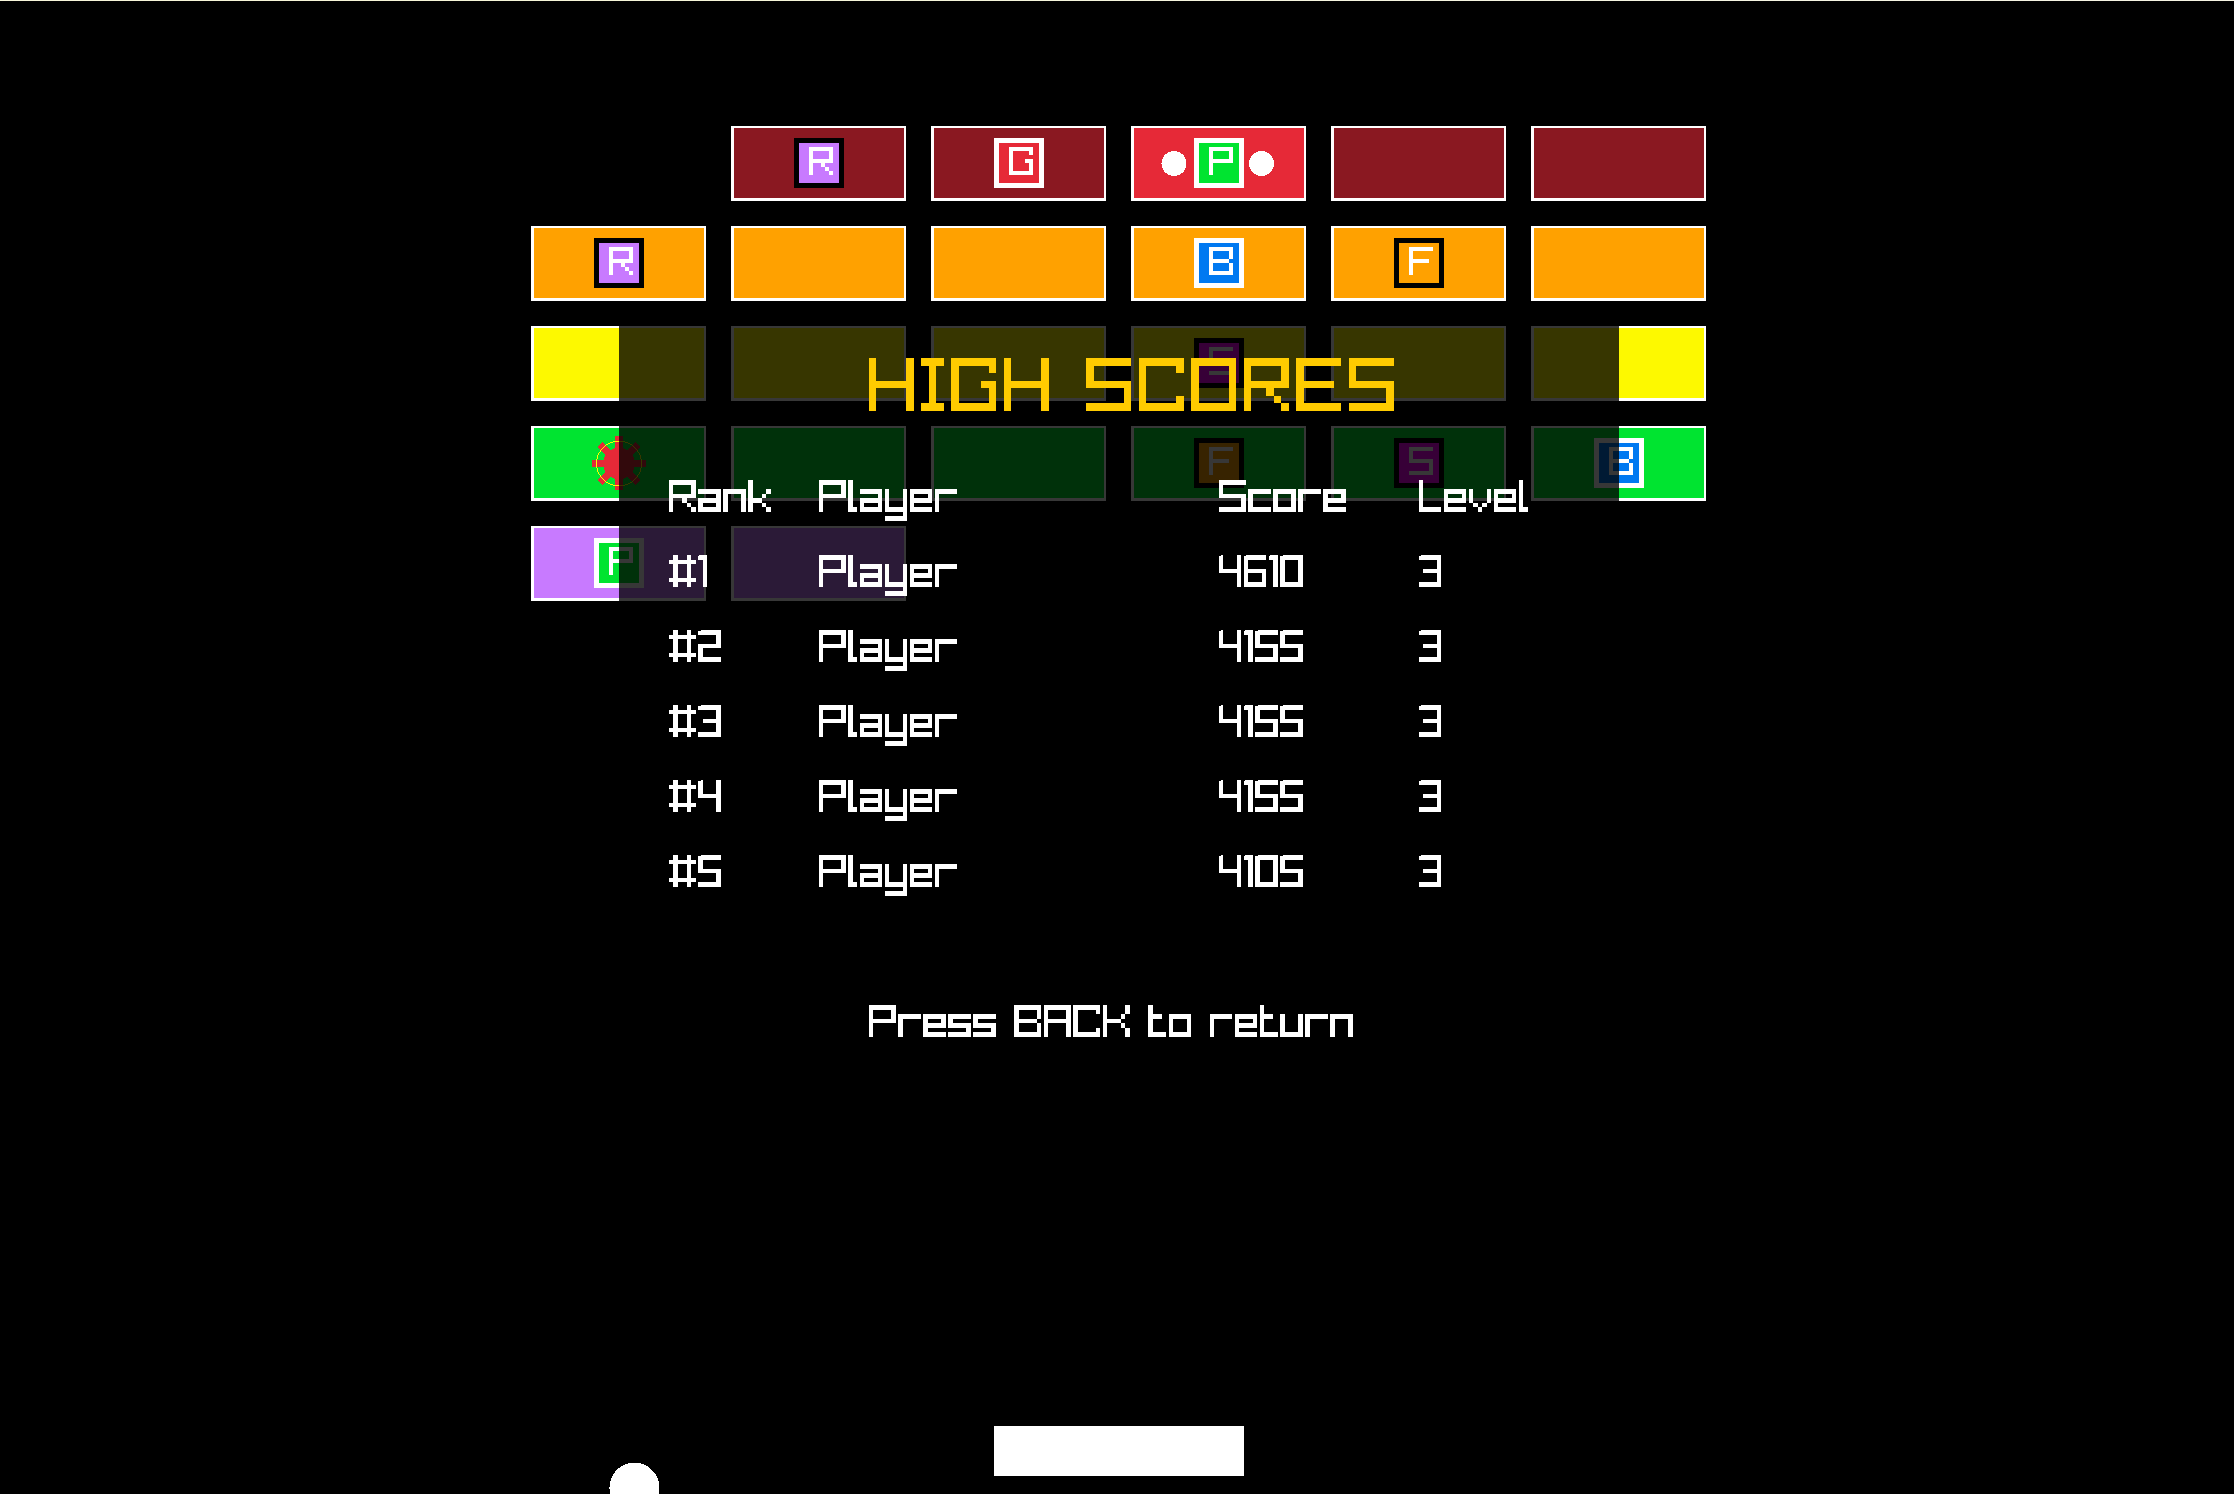 R G P
R B F
S
HIGH SCORES
F S B
Rank Player Score Level
P
#1 Player 4610 3
#2 Player 4155 3
#3 Player 4155 3
#4 Player 4155 3
#5 Player 4105 3
Press BACK to return